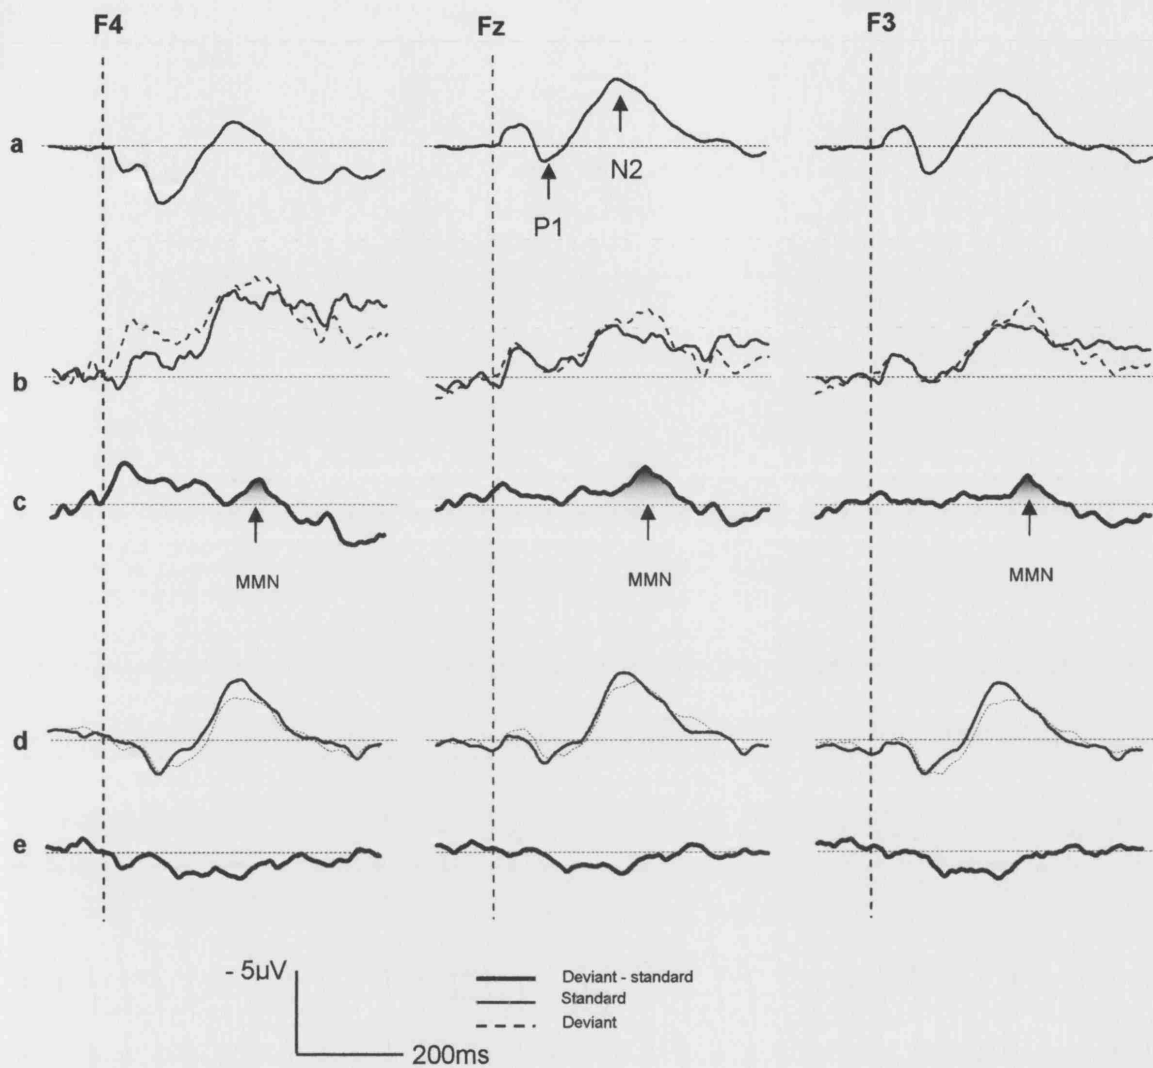 F4 Fz F3
a
N2
P1
b
c
MMN MMN MMN
d
e
- 5µV
200ms
Deviant - standard
Standard
Deviant